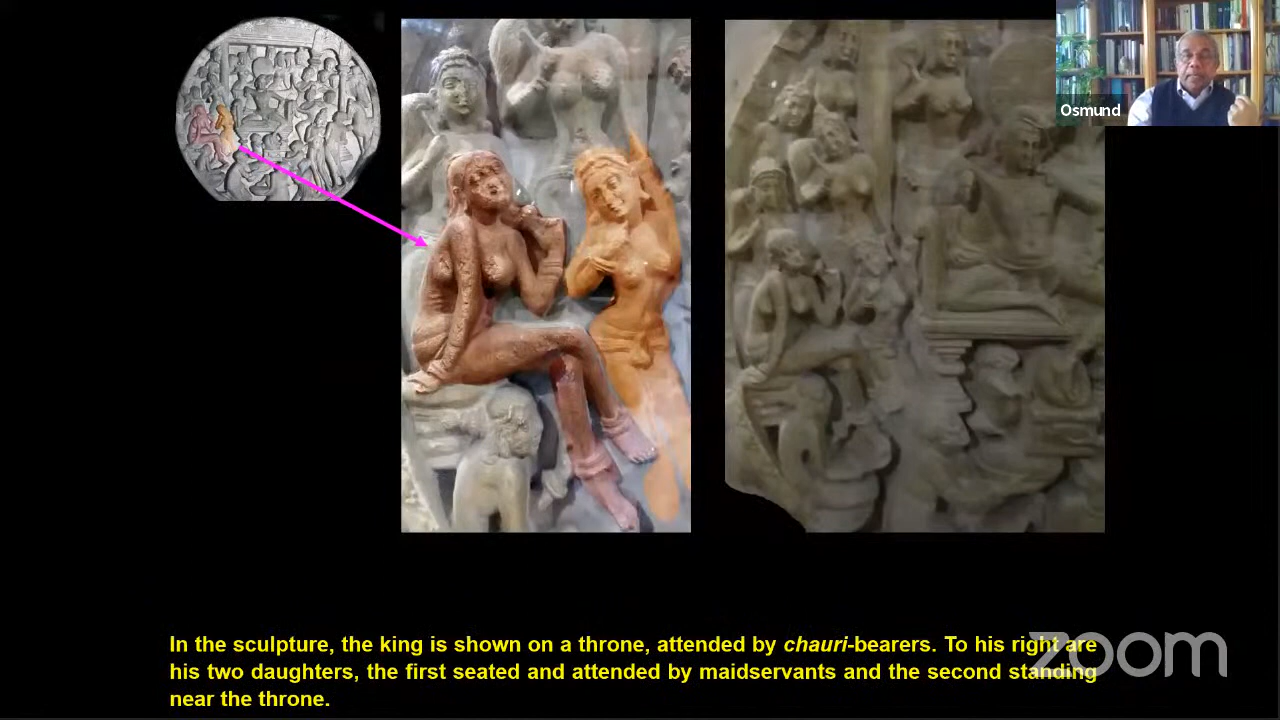 Osmund
In the sculpture, the king is shown on a throne, attended by chauri-bearers. To his right are
his two daughters, the first seated and attended by maidservants and the second standing
near the throne.
zoom